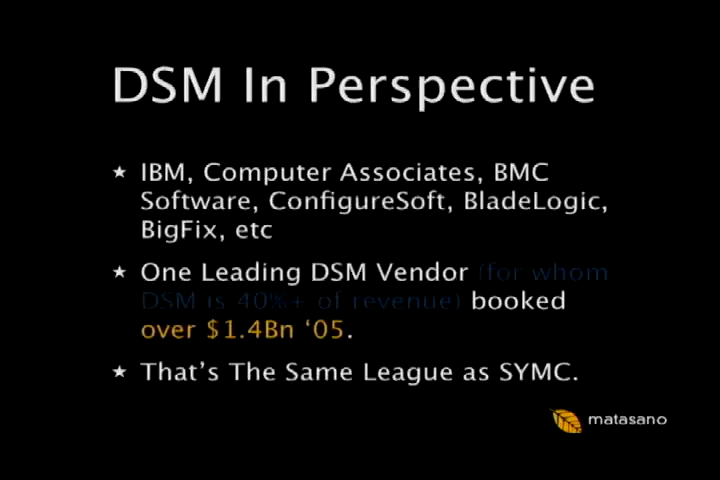 DSM In Perspective
★ IBM, Computer Associates, BMC
Software, ConfigureSoft, BladeLogic,
BigFix, etc
★ One Leading DSM Vendor (for whom
DSM is 40%+ of revenue) booked
over $1.4Bn ‘05.
★ That’s The Same League as SYMC.
matasano